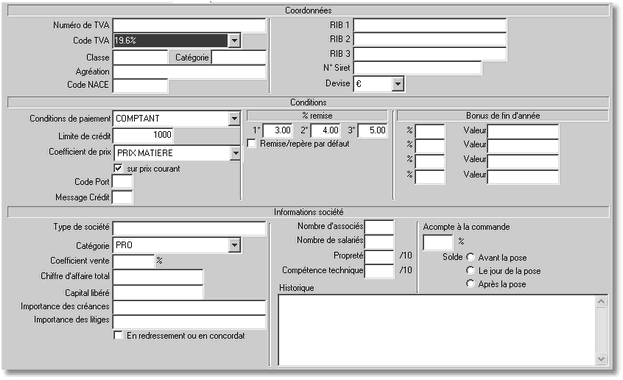 Coordonnées
Numéro de TVA
Code TVA 19.6%
Classe Catégorie
Agréation
Code NACE
RIB 1
RIB 2
RIB 3
N° Siret
Devise €
Conditions
Conditions de paiement COMPTANT
Limite de crédit 1000
Coefficient de prix PRIX MATIERE
sur prix courant
Code Port
Message Crédit
% remise
1° 3.00 2° 4.00 3° 5.00
Remise/repère par défaut
Bonus de fin d'année
% Valeur
% Valeur
% Valeur
% Valeur
Informations société
Type de société
Catégorie PRO
Coefficient vente %
Chiffre d'affaire total
Capital libéré
Importance des créances
Importance des litiges
En redressement ou en concordat
Nombre d'associés
Nombre de salariés
Propreté /10
Compétence technique /10
Acompte à la commande
%
Solde Avant la pose
Le jour de la pose
Après la pose
Historique